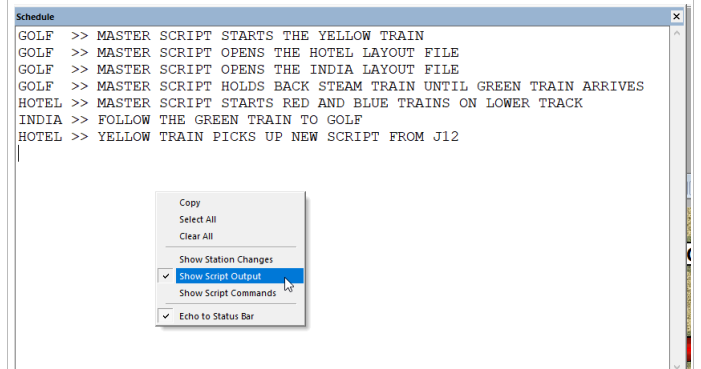 Schedule
GOLF >> MASTER SCRIPT STARTS THE YELLOW TRAIN
GOLF >> MASTER SCRIPT OPENS THE HOTEL LAYOUT FILE
GOLF >> MASTER SCRIPT OPENS THE INDIA LAYOUT FILE
GOLF >> MASTER SCRIPT HOLDS BACK STEAM TRAIN UNTIL GREEN TRAIN ARRIVES
HOTEL >> MASTER SCRIPT STARTS RED AND BLUE TRAINS ON LOWER TRACK
INDIA >> FOLLOW THE GREEN TRAIN TO GOLF
HOTEL >> YELLOW TRAIN PICKS UP NEW SCRIPT FROM J12
Copy
Select All
Clear All
Show Station Changes
Show Script Output
Show Script Commands
Echo to Status Bar